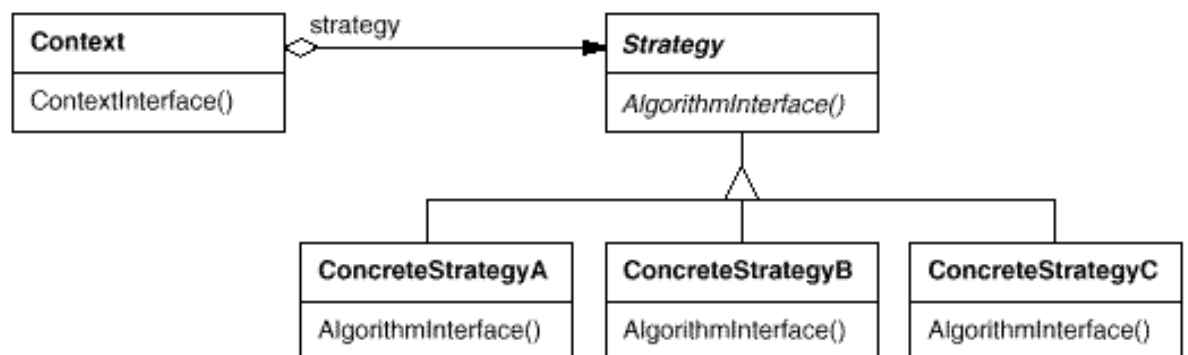 strategy
Context
Strategy
ContextInterface()
AlgorithmInterface()
ConcreteStrategyA
ConcreteStrategyB
ConcreteStrategyC
AlgorithmInterface()
AlgorithmInterface()
AlgorithmInterface()